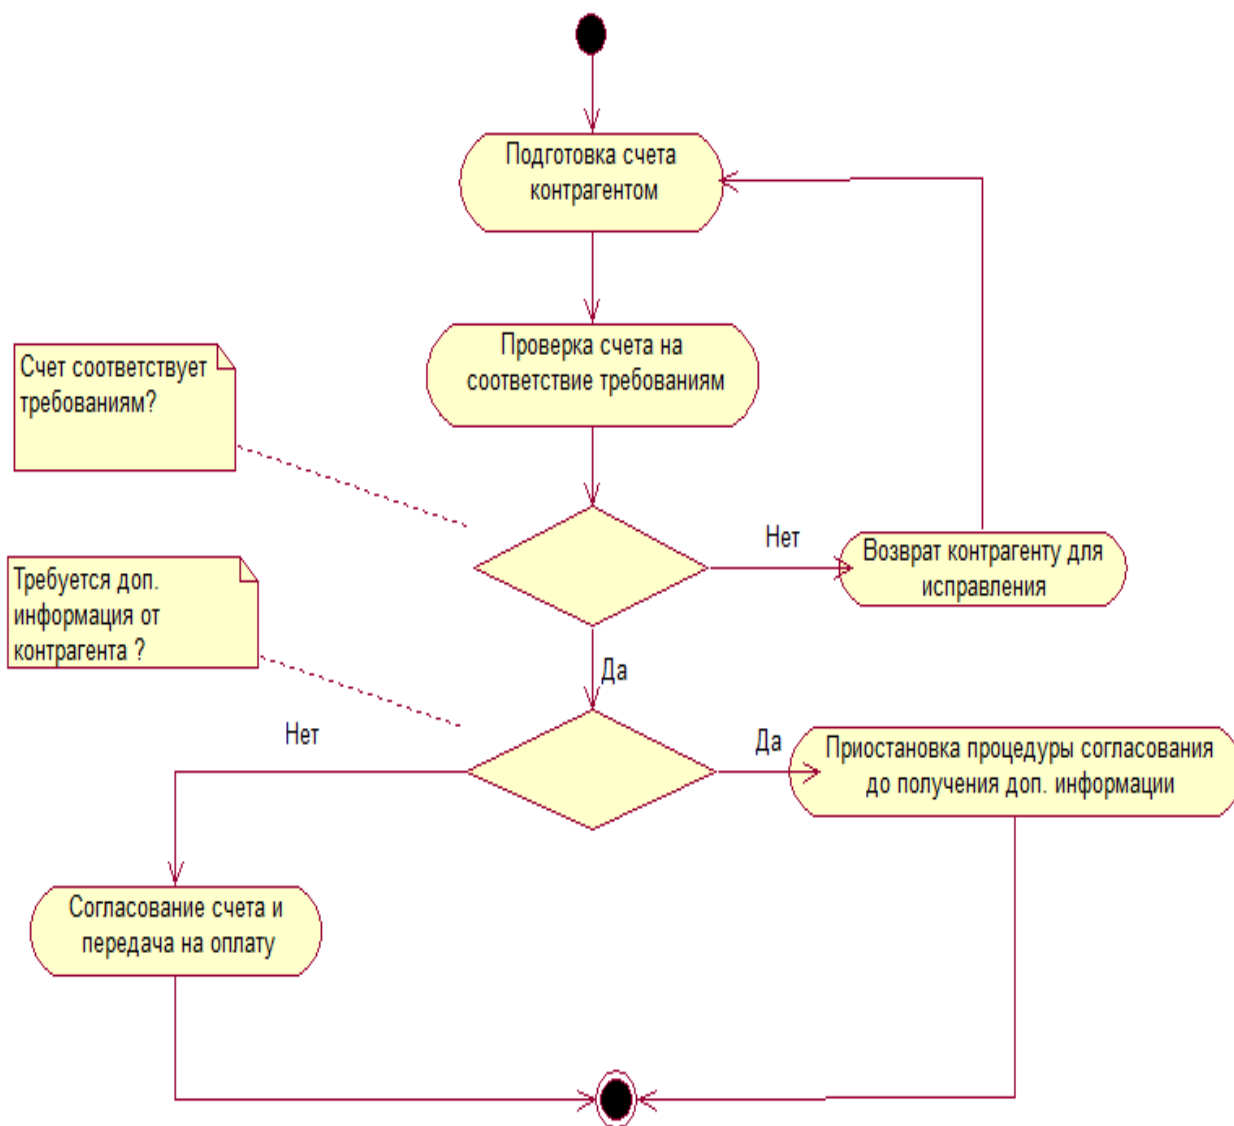 Подготовка счета
контрагентом
Проверка счета на
соответствие требованиям
Счет соответствует
требованиям?
Нет
Возврат контрагенту для
исправления
Требуется доп.
информация от
контрагента ?
Да
Нет
Да
Приостановка процедуры согласования
до получения доп. информации
Согласование счета и
передача на оплату